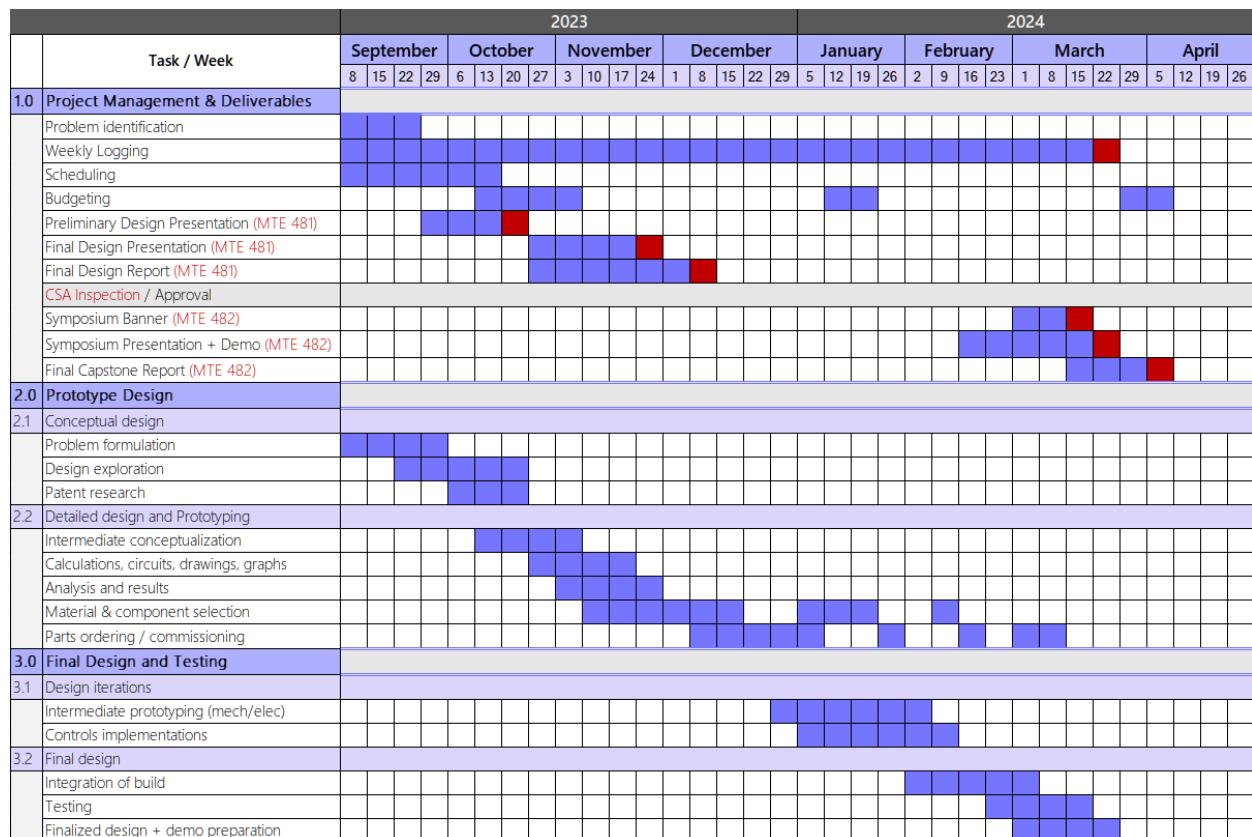 2023 2024
Task / Week September October November December January February March April
8 15 22 29 6 13 20 27 3 10 17 24 1 8 15 22 29 5 12 19 26 2 9 16 23 1 8 15 22 29 5 12 19 26
1.0 Project Management & Deliverables
Problem identification
Weekly Logging
Scheduling
Budgeting
Preliminary Design Presentation (MTE 481)
Final Design Presentation (MTE 481)
Final Design Report (MTE 481)
CSA Inspection / Approval
Symposium Banner (MTE 482)
Symposium Presentation + Demo (MTE 482)
Final Capstone Report (MTE 482)
2.0 Prototype Design
2.1 Conceptual design
Problem formulation
Design exploration
Patent research
2.2 Detailed design and Prototyping
Intermediate conceptualization
Calculations, circuits, drawings, graphs
Analysis and results
Material & component selection
Parts ordering / commissioning
3.0 Final Design and Testing
3.1 Design iterations
Intermediate prototyping (mech/elec)
Controls implementations
3.2 Final design
Integration of build
Testing
Finalized design + demo preparation